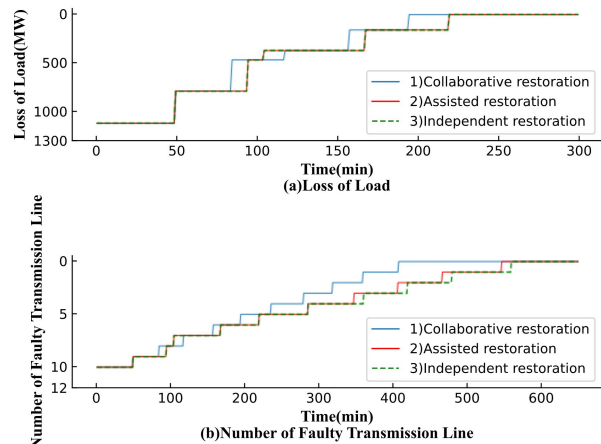 Loss of Load(MW)
0
500
1000
1300
1)Collaborative restoration
2)Assisted restoration
3)Independent restoration
0 50 100 150 200 250 300
Time(min)
(a)Loss of Load
Number of Faulty Transmission Line
0
5
10
12
1)Collaborative restoration
2)Assisted restoration
3)Independent restoration
0 100 200 300 400 500 600
Time(min)
(b)Number of Faulty Transmission Line